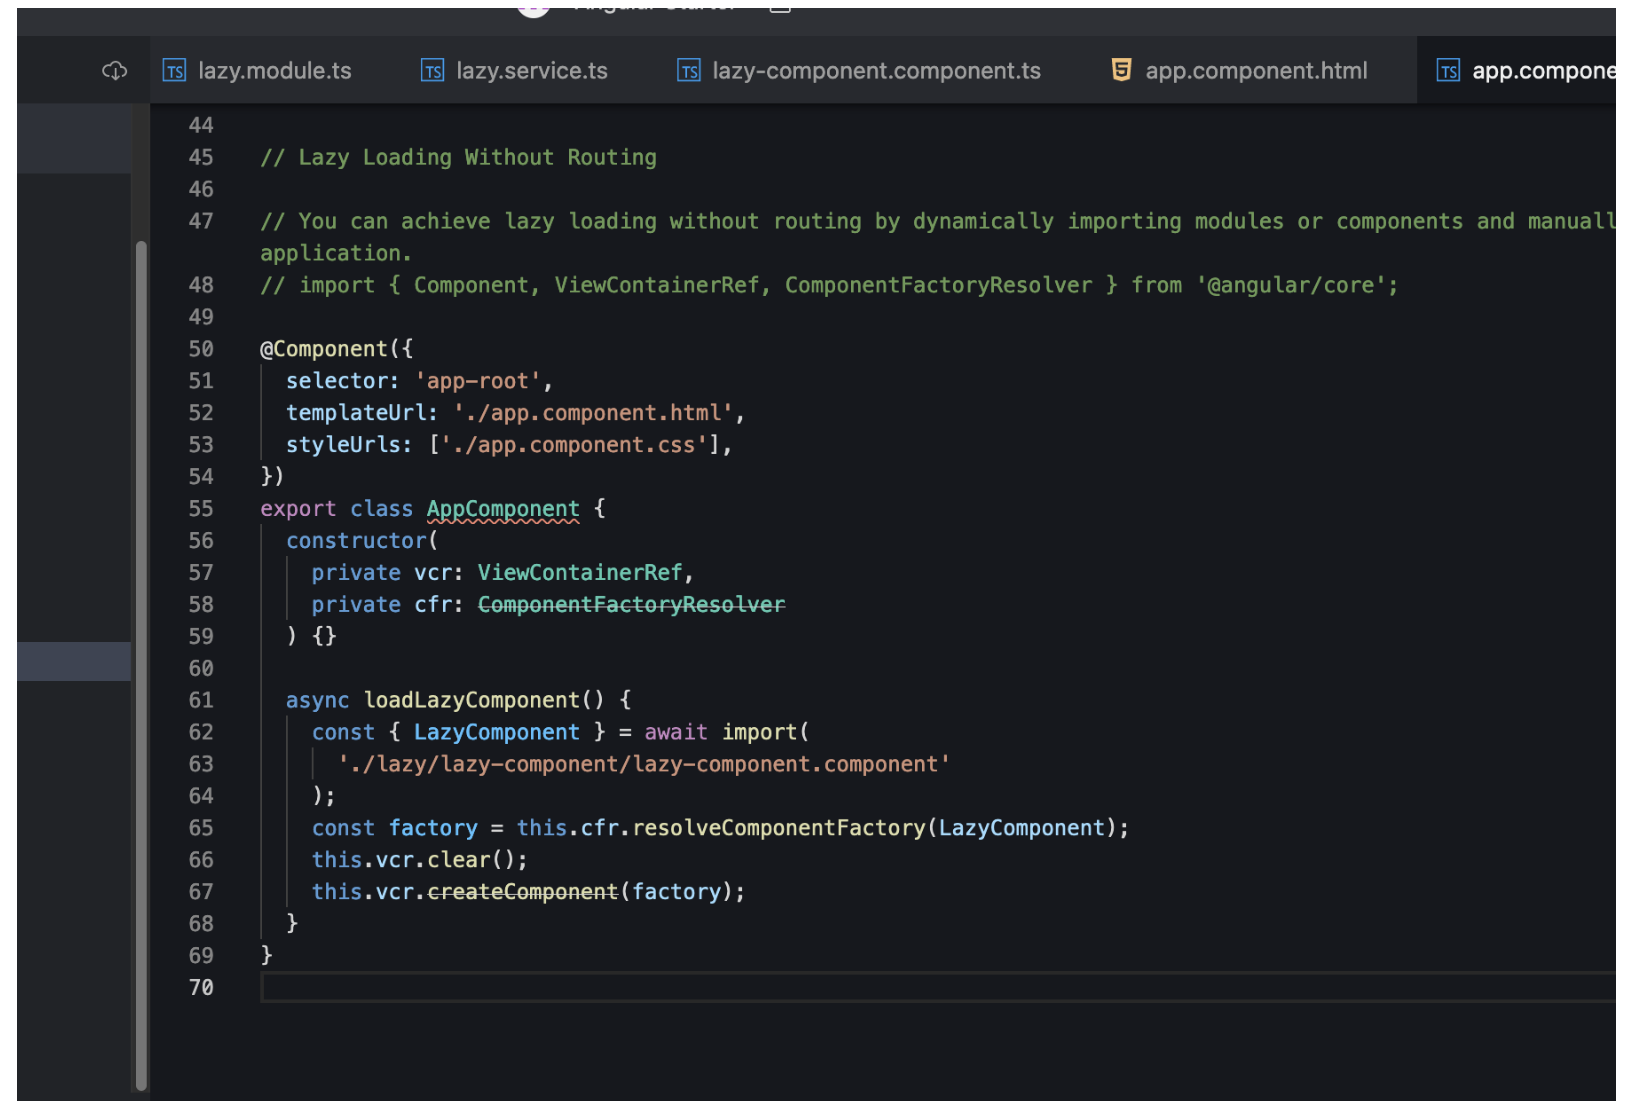 Angular Starter
lazy.module.ts
lazy.service.ts
lazy-component.component.ts
app.component.html
app.compone
44
45 // Lazy Loading Without Routing
46
47 // You can achieve lazy loading without routing by dynamically importing modules or components and manuall
application.
48 // import { Component, ViewContainerRef, ComponentFactoryResolver } from '@angular/core';
49
50 @Component({
51   selector: 'app-root',
52   templateUrl: './app.component.html',
53   styleUrls: ['./app.component.css'],
54 })
55 export class AppComponent {
56   constructor(
57     private vcr: ViewContainerRef,
58     private cfr: ComponentFactoryResolver
59   ) {}
60
61   async loadLazyComponent() {
62     const { LazyComponent } = await import(
63       './lazy/lazy-component/lazy-component.component'
64     );
65     const factory = this.cfr.resolveComponentFactory(LazyComponent);
66     this.vcr.clear();
67     this.vcr.createComponent(factory);
68   }
69 }
70